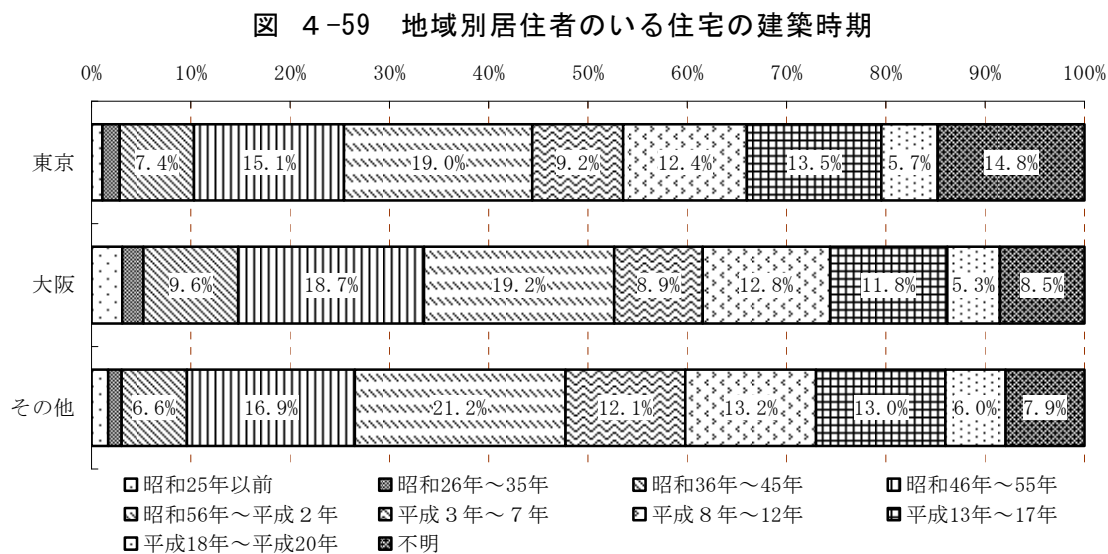 図 4-59 地域別居住者のいる住宅の建築時期
0% 10% 20% 30% 40% 50% 60% 70% 80% 90% 100%
東京 7.4% 15.1% 19.0% 9.2% 12.4% 13.5% 5.7% 14.8%
大阪 9.6% 18.7% 19.2% 8.9% 12.8% 11.8% 5.3% 8.5%
その他 6.6% 16.9% 21.2% 12.1% 13.2% 13.0% 6.0% 7.9%
昭和25年以前 昭和26年～35年 昭和36年～45年 昭和46年～55年
昭和56年～平成２年 平成３年～７年 平成８年～12年 平成13年～17年
平成18年～平成20年 不明